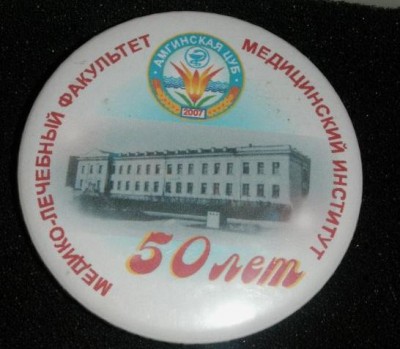 МЕДИКО-ЛЕЧЕБНЫЙ ФАКУЛЬТЕТ
МЕДИЦИНСКИЙ ИНСТИТУТ
АМГИНСКАЯ ЦУБ
2007
50 лет